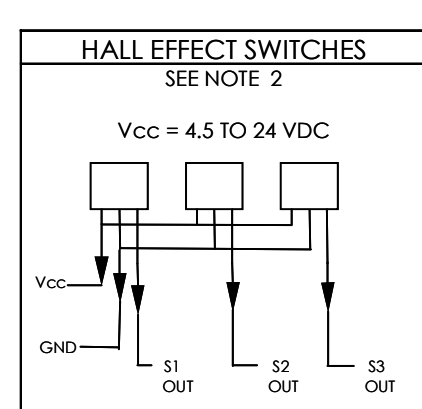 HALL EFFECT SWITCHES
SEE NOTE 2
Vcc = 4.5 TO 24 VDC
Vcc
GND
S1 OUT
S2 OUT
S3 OUT